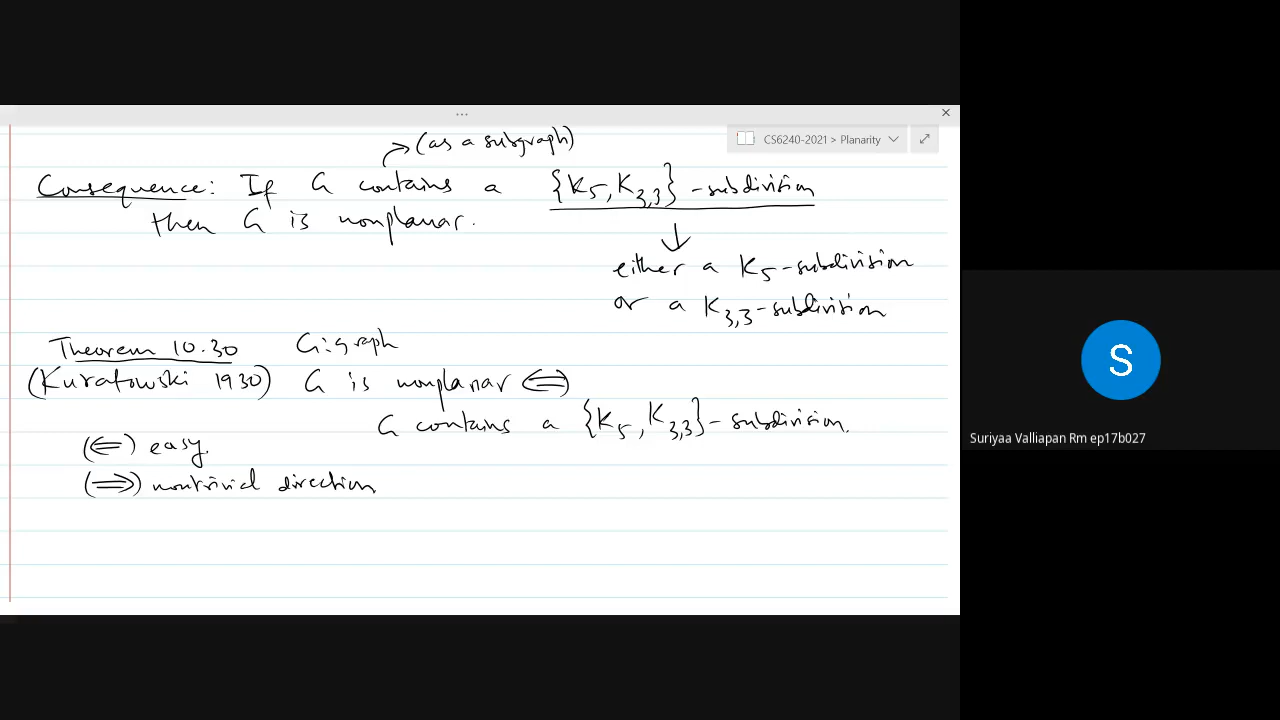 ...
(as a subgraph)
CS6240-2021 > Planarity
Consequence: If G contains a {K5, K3,3} - subdivision
then G is nonplanar.
either a K5-subdivision
or a K3,3-subdivision
Theorem 10.30 G:graph
(Kuratowski 1930) G is nonplanar ⟺
G contains a {K5, K3,3} - subdivision.
(⟸) easy.
(⟹) nontrivial direction
S
Suriyaa Valliapan Rm ep17b027